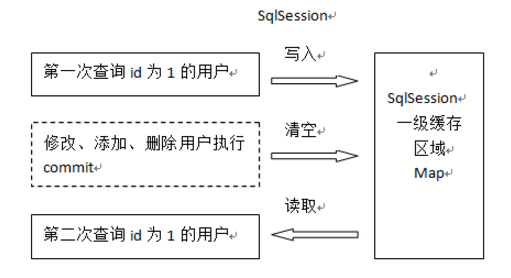 SqlSession
写入
第一次查询 id 为 1 的用户
清空
修改、添加、删除用户执行
commit
读取
第二次查询 id 为 1 的用户
SqlSession
一级缓存
区域
Map